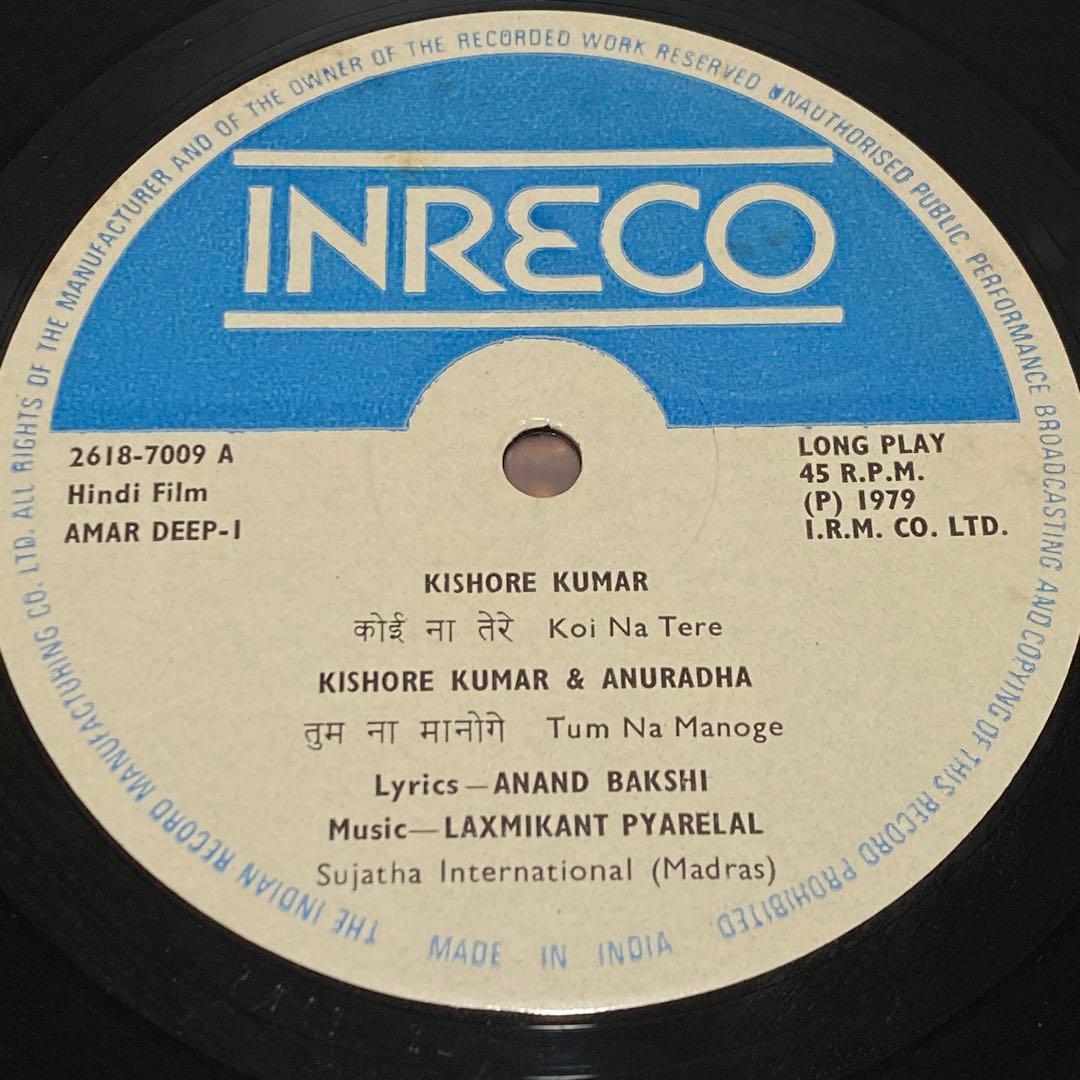 INRECO
2618-7009 A
Hindi Film
AMAR DEEP-1
LONG PLAY
45 R.P.M.
(P) 1979
I.R.M. CO. LTD.
KISHORE KUMAR
कोई ना तेरे Koi Na Tere
KISHORE KUMAR & ANURADHA
तुम ना मानोगे Tum Na Manoge
Lyrics—ANAND BAKSHI
Music—LAXMIKANT PYARELAL
Sujatha International (Madras)
THE INDIAN RECORD MANUFACTURING CO. LTD. ALL RIGHTS OF THE MANUFACTURER AND OF THE OWNER OF THE RECORDED WORK RESERVED UNAUTHORISED PUBLIC PERFORMANCE BROADCASTING AND COPYING OF THIS RECORD PROHIBITED
MADE IN INDIA